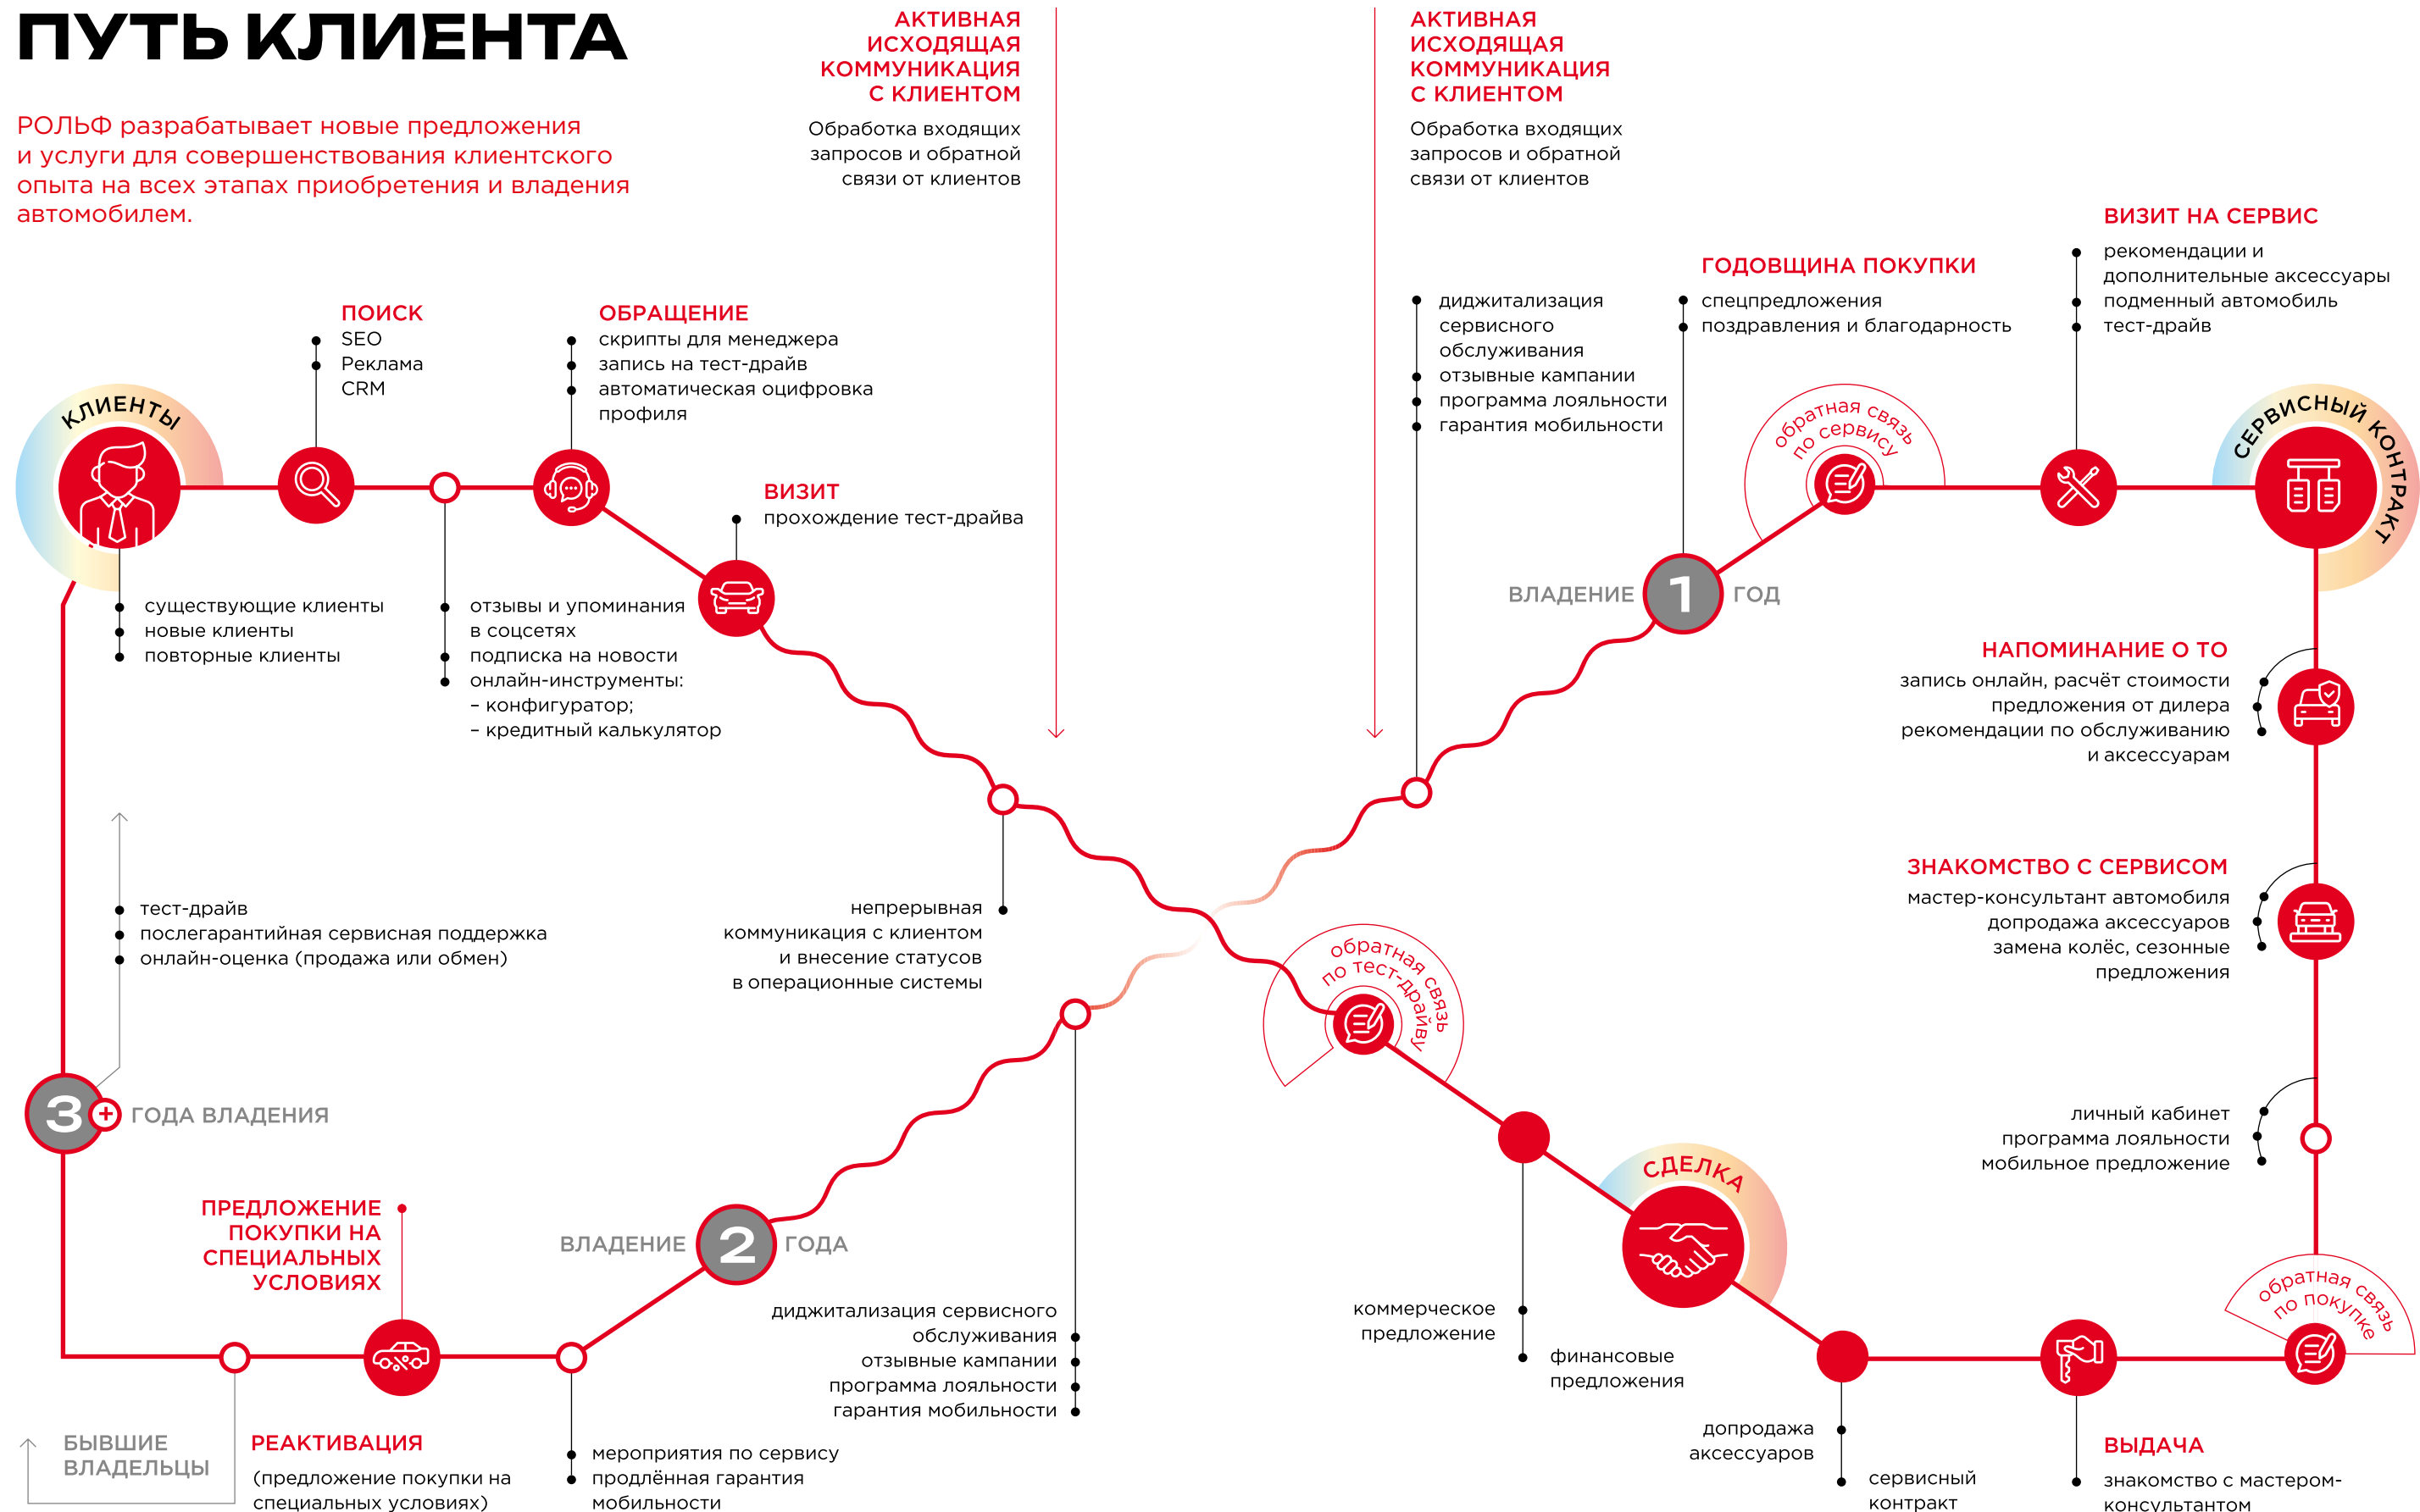 ПУТЬ КЛИЕНТА
РОЛЬФ разрабатывает новые предложения
и услуги для совершенствования клиентского
опыта на всех этапах приобретения и владения
автомобилем.
АКТИВНАЯ
ИСХОДЯЩАЯ
КОММУНИКАЦИЯ
С КЛИЕНТОМ
Обработка входящих
запросов и обратной
связи от клиентов
АКТИВНАЯ
ИСХОДЯЩАЯ
КОММУНИКАЦИЯ
С КЛИЕНТОМ
Обработка входящих
запросов и обратной
связи от клиентов
КЛИЕНТЫ
существующие клиенты
новые клиенты
повторные клиенты
ПОИСК
SEO
Реклама
CRM
отзывы и упоминания
в соцсетях
подписка на новости
онлайн-инструменты:
– конфигуратор;
– кредитный калькулятор
ОБРАЩЕНИЕ
скрипты для менеджера
запись на тест-драйв
автоматическая оцифровка
профиля
ВИЗИТ
прохождение тест-драйва
непрерывная
коммуникация с клиентом
и внесение статусов
в операционные системы
обратная связь
по тест-драйву
коммерческое
предложение
финансовые
предложения
СДЕЛКА
допродажа
аксессуаров
сервисный
контракт
ВЫДАЧА
знакомство с мастером-
консультантом
обратная связь
по покупке
личный кабинет
программа лояльности
мобильное предложение
ЗНАКОМСТВО С СЕРВИСОМ
мастер-консультант автомобиля
допродажа аксессуаров
замена колёс, сезонные
предложения
НАПОМИНАНИЕ О ТО
запись онлайн, расчёт стоимости
предложения от дилера
рекомендации по обслуживанию
и аксессуарам
СЕРВИСНЫЙ КОНТРАКТ
ВИЗИТ НА СЕРВИС
рекомендации и
дополнительные аксессуары
подменный автомобиль
тест-драйв
обратная связь
по сервису
ГОДОВЩИНА ПОКУПКИ
спецпредложения
поздравления и благодарность
ВЛАДЕНИЕ 1 ГОД
диджитализация
сервисного
обслуживания
отзывные кампании
программа лояльности
гарантия мобильности
диджитализация сервисного
обслуживания
отзывные кампании
программа лояльности
гарантия мобильности
ВЛАДЕНИЕ 2 ГОДА
мероприятия по сервису
продлённая гарантия
мобильности
ПРЕДЛОЖЕНИЕ
ПОКУПКИ НА
СПЕЦИАЛЬНЫХ
УСЛОВИЯХ
РЕАКТИВАЦИЯ
(предложение покупки на
специальных условиях)
БЫВШИЕ
ВЛАДЕЛЬЦЫ
3 + ГОДА ВЛАДЕНИЯ
тест-драйв
послегарантийная сервисная поддержка
онлайн-оценка (продажа или обмен)